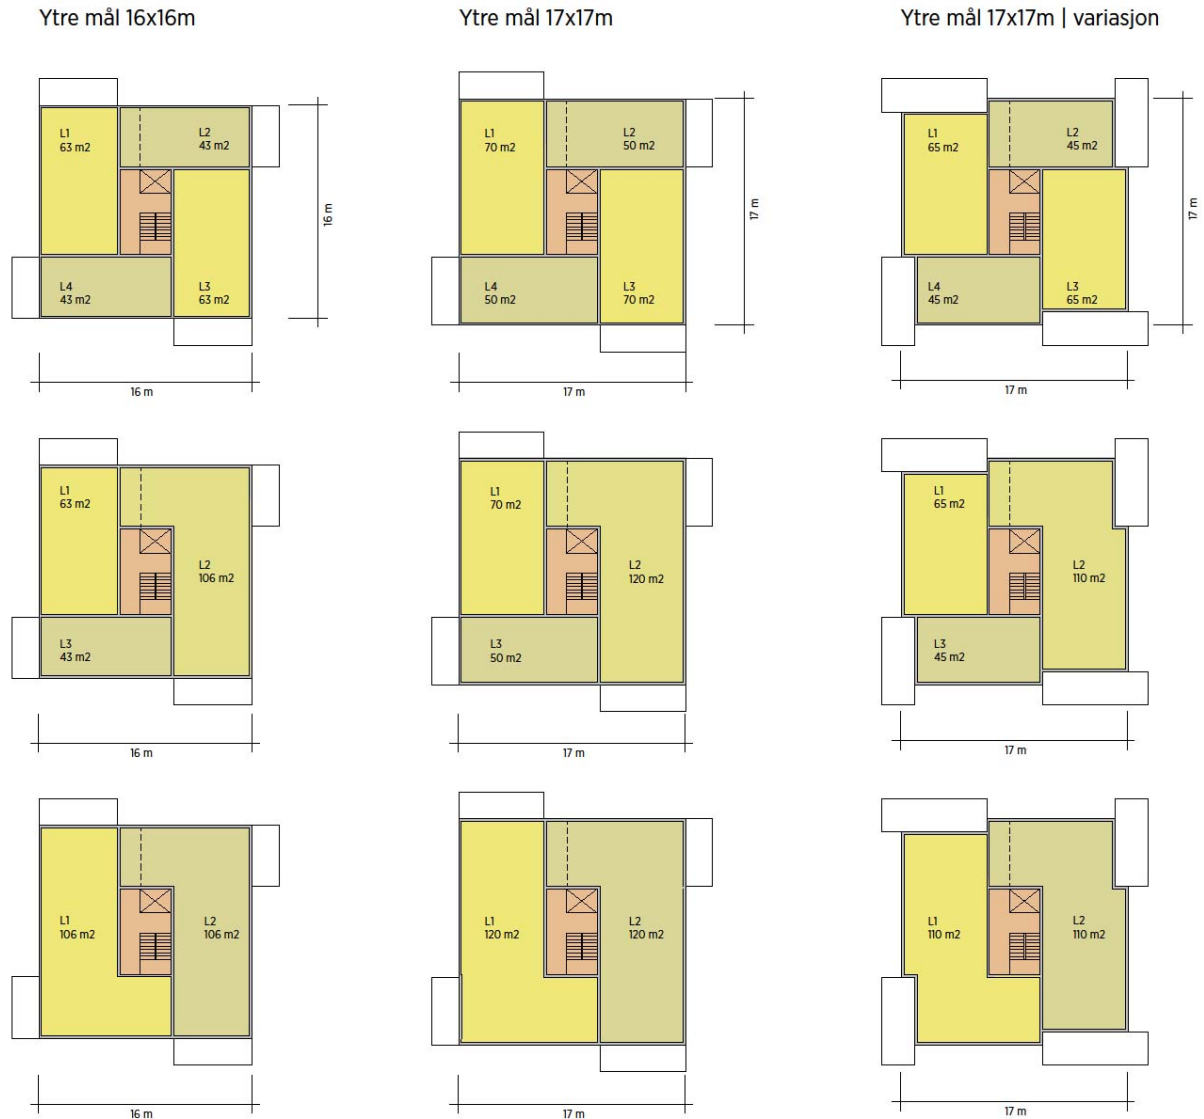 Ytre mål 16x16m
Ytre mål 17x17m
Ytre mål 17x17m | variasjon
L1
63 m2
L2
43 m2
L4
43 m2
L3
63 m2
16 m
16 m
L1
70 m2
L2
50 m2
L4
50 m2
L3
70 m2
17 m
17 m
L1
65 m2
L2
45 m2
L4
45 m2
L3
65 m2
17 m
17 m
L1
63 m2
L2
106 m2
L3
43 m2
16 m
L1
70 m2
L2
120 m2
L3
50 m2
17 m
L1
65 m2
L2
110 m2
L3
45 m2
17 m
L1
106 m2
L2
106 m2
16 m
L1
120 m2
L2
120 m2
17 m
L1
110 m2
L2
110 m2
17 m